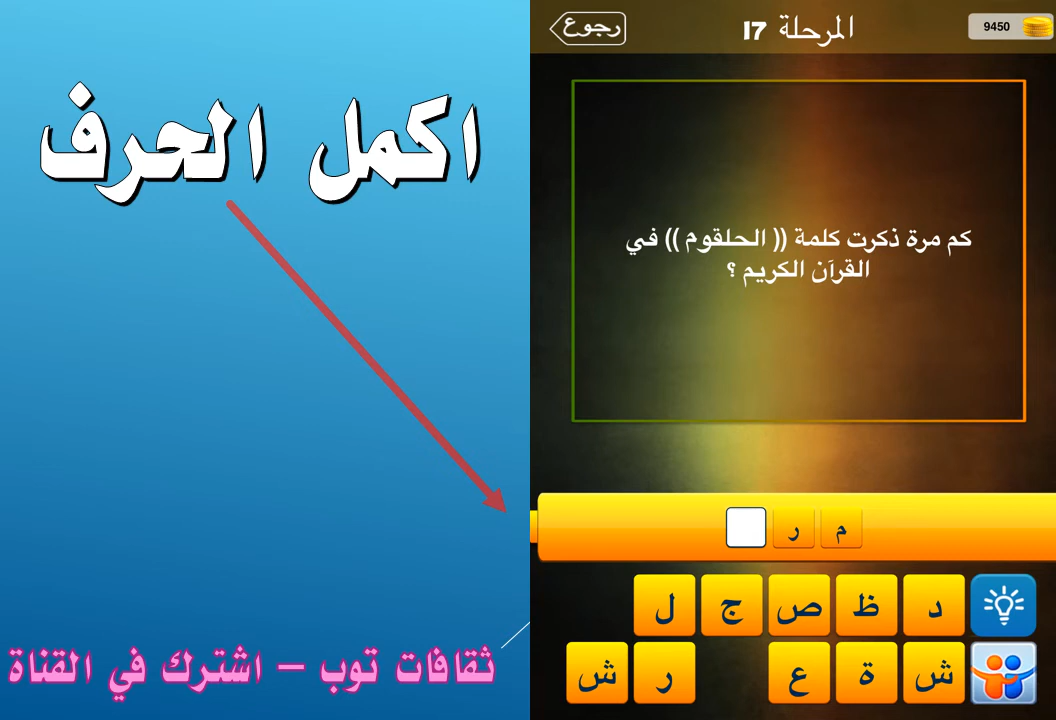 اكمل الحرف
ثقافات توب – اشترك في القناة
رجوع
المرحلة 17
9450
كم مرة ذكرت كلمة (( الحلقوم )) في
القرآن الكريم ؟
م ر
د ظ ص ج ل
ش ة ع ر ش